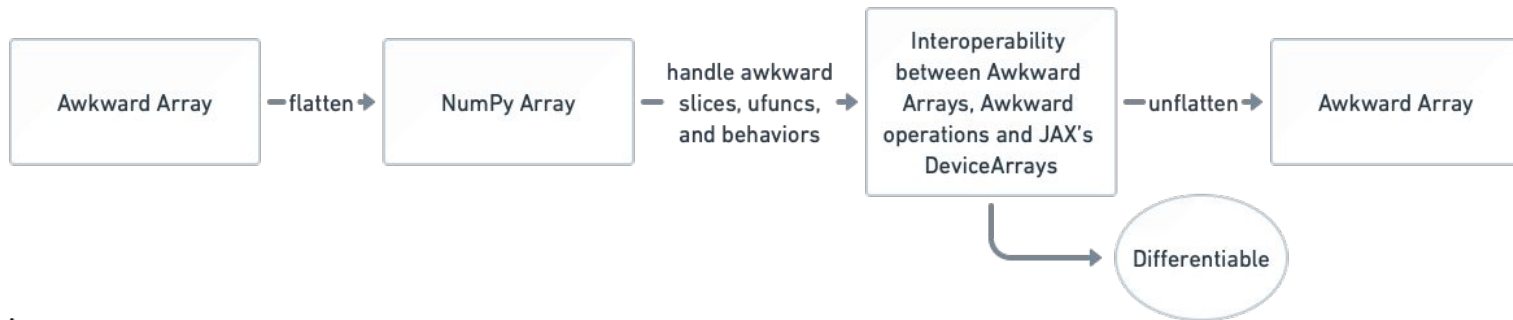 Awkward Array
flatten
NumPy Array
handle awkward
slices, ufuncs,
and behaviors
Interoperability
between Awkward
Arrays, Awkward
operations and JAX's
DeviceArrays
unflatten
Awkward Array
Differentiable
.